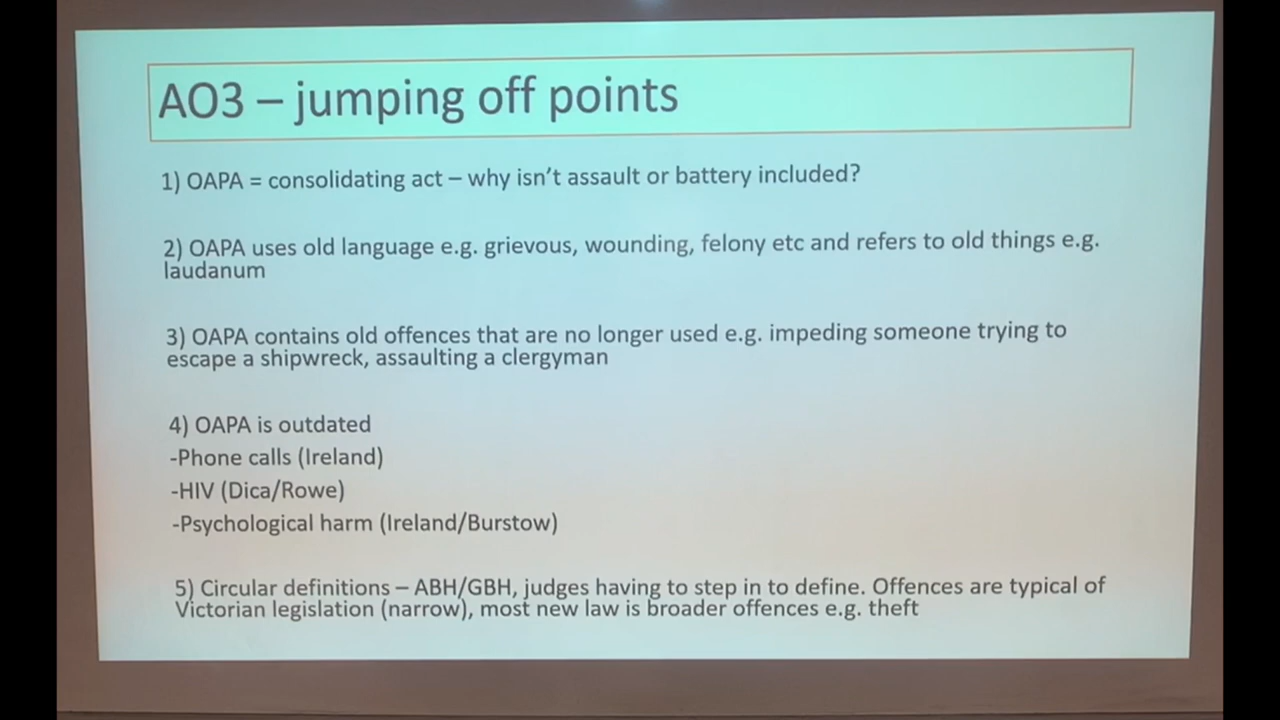 AO3 – jumping off points
1) OAPA = consolidating act – why isn't assault or battery included?
2) OAPA uses old language e.g. grievous, wounding, felony etc and refers to old things e.g.
laudanum
3) OAPA contains old offences that are no longer used e.g. impeding someone trying to
escape a shipwreck, assaulting a clergyman
4) OAPA is outdated
-Phone calls (Ireland)
-HIV (Dica/Rowe)
-Psychological harm (Ireland/Burstow)
5) Circular definitions – ABH/GBH, judges having to step in to define. Offences are typical of
Victorian legislation (narrow), most new law is broader offences e.g. theft